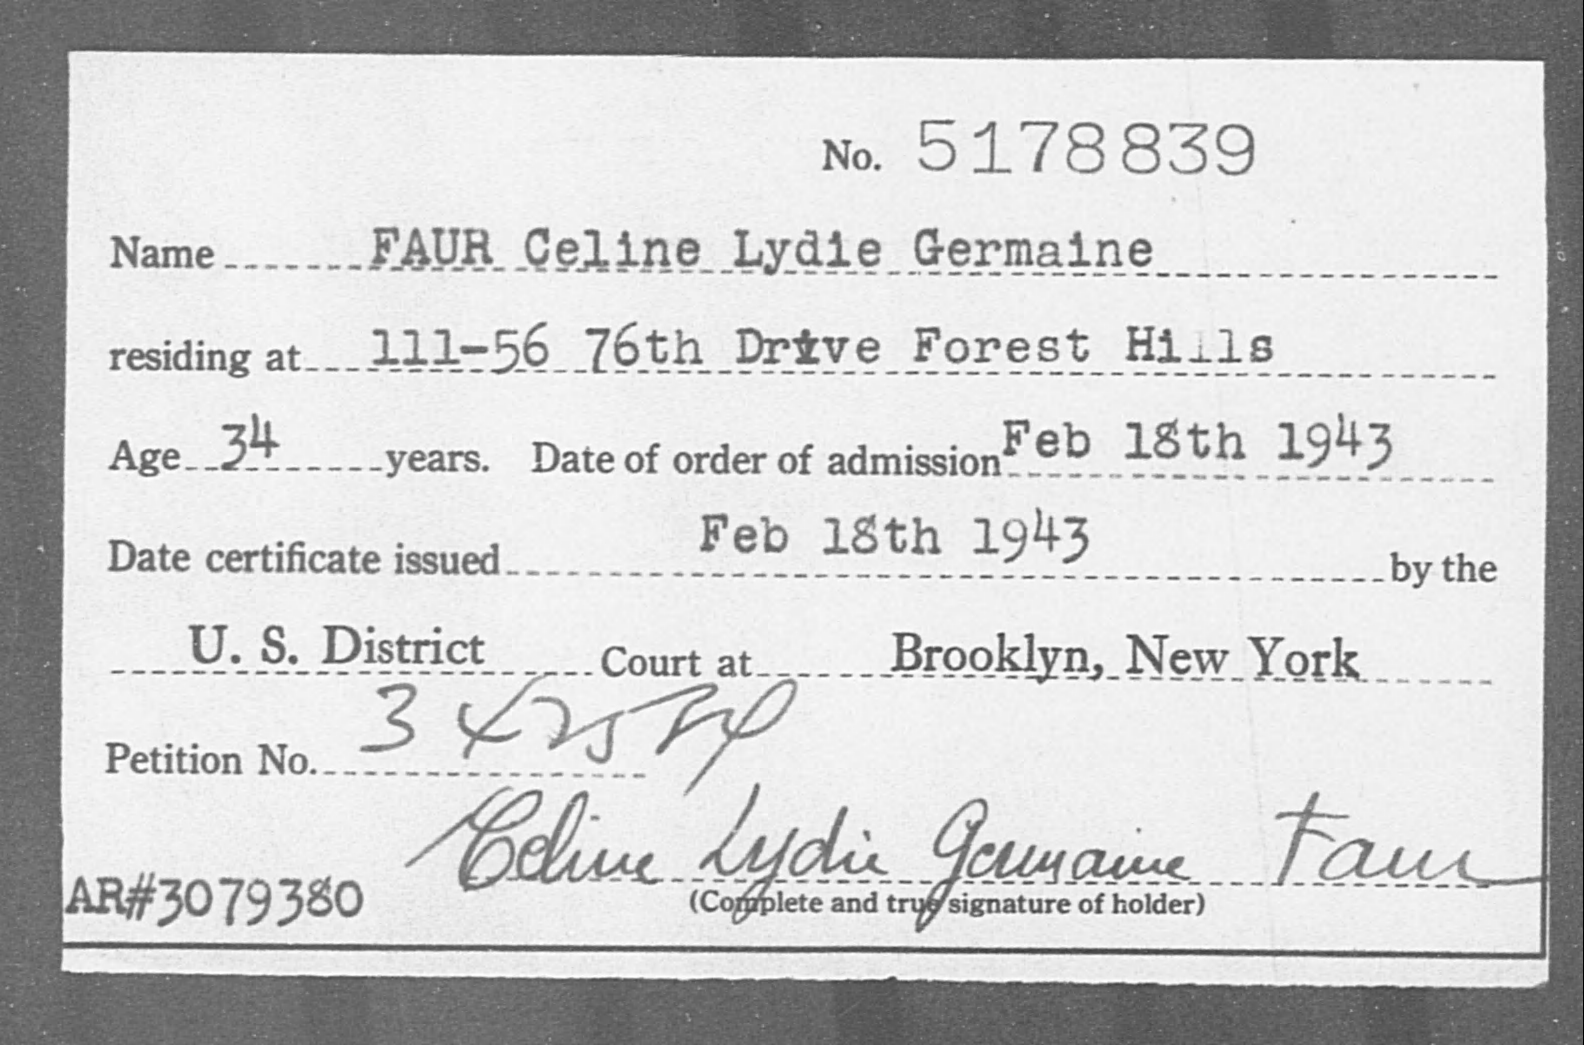 No. 5178839
Name FAUR Celine Lydie Germaine
residing at 111-56 76th Drive Forest Hills
Age 34 years. Date of order of admission Feb 18th 1943
Date certificate issued Feb 18th 1943 by the
U. S. District Court at Brooklyn, New York
Petition No.
Celine Lydie Germaine Faur
AR#3079380 (Complete and true signature of holder)